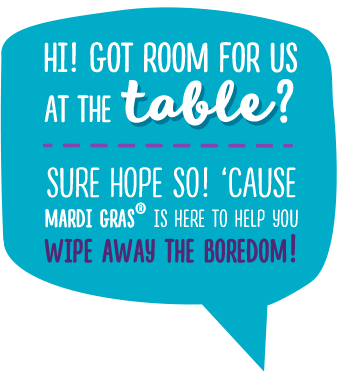 HI! GOT ROOM FOR US
AT THE table?
SURE HOPE SO! ‘CAUSE
MARDI GRAS® IS HERE TO HELP YOU
WIPE AWAY THE BOREDOM!